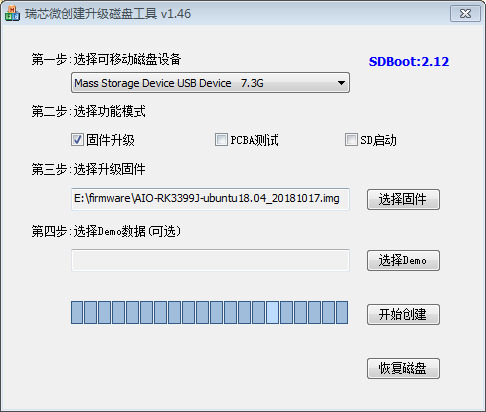 瑞芯微创建升级磁盘工具 v1.46
第一步:选择可移动磁盘设备
SDBoot:2.12
Mass Storage Device USB Device 7.3G
第二步:选择功能模式
固件升级 PCBA测试 SD启动
第三步:选择升级固件
E:\firmware\AIO-RK3399J-ubuntu18.04_20181017.img 选择固件
第四步:选择Demo数据(可选)
选择Demo
开始创建
恢复磁盘